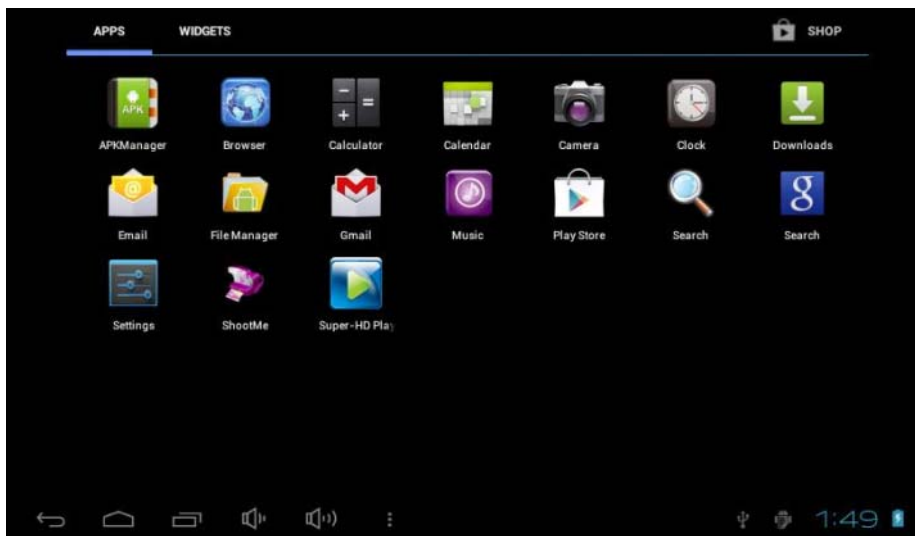 APPS WIDGETS SHOP
APK
APKManager Browser Calculator Calendar Camera Clock Downloads
Email File Manager Gmail Music Play Store Search Search
Settings ShootMe Super-HD Play
1:49